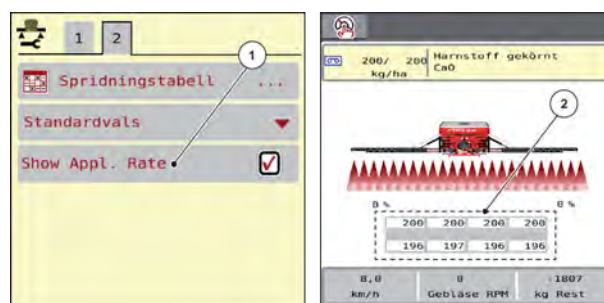 1 2
1
Spridningstabell ...
Standardvals
Show Appl. Rate
200/ 200
kg/ha
Harnstoff gekörnt
CaO
2
0 % 0 %
200 200 200 200
196 197 196 196
8,0 0 1807
km/h Gebläse RPM kg Rest